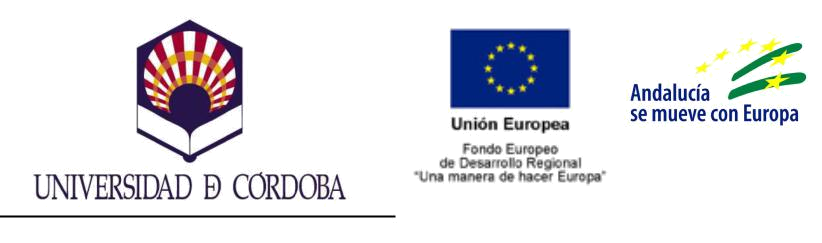 UNIVERSIDAD Ð CÓRDOBA
Unión Europea
Fondo Europeo
de Desarrollo Regional
"Una manera de hacer Europa"
Andalucía
se mueve con Europa